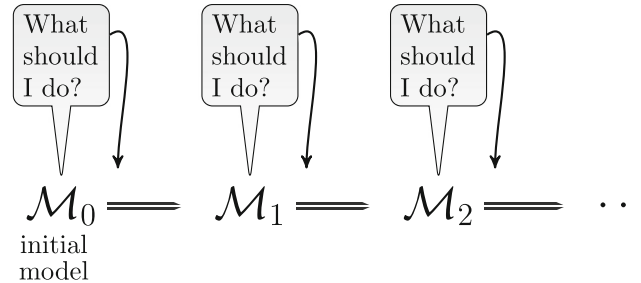 What
should
I do?
What
should
I do?
What
should
I do?
ℳ₀ ℳ₁ ℳ₂ · ·
initial
model